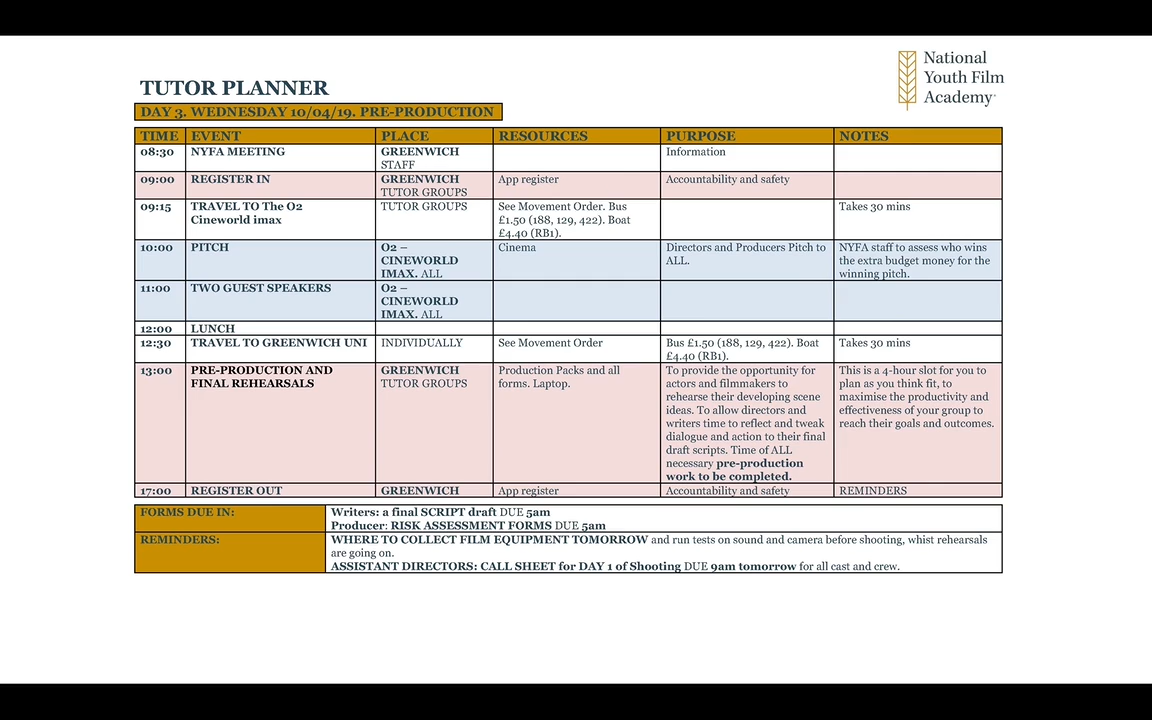 National
Youth Film
Academy
TUTOR PLANNER
DAY 3. WEDNESDAY 10/04/19. PRE-PRODUCTION
TIME EVENT PLACE RESOURCES PURPOSE NOTES
08:30 NYFA MEETING GREENWICH Information
STAFF
09:00 REGISTER IN GREENWICH App register Accountability and safety
TUTOR GROUPS
09:15 TRAVEL TO The O2 TUTOR GROUPS See Movement Order. Bus Takes 30 mins
Cineworld imax £1.50 (188, 129, 422). Boat
£4.40 (RB1).
10:00 PITCH O2 – Cinema Directors and Producers Pitch to NYFA staff to assess who wins
CINEWORLD ALL. the extra budget money for the
IMAX. ALL winning pitch.
11:00 TWO GUEST SPEAKERS O2 –
CINEWORLD
IMAX. ALL
12:00 LUNCH
12:30 TRAVEL TO GREENWICH UNI INDIVIDUALLY See Movement Order Bus £1.50 (188, 129, 422). Boat Takes 30 mins
£4.40 (RB1).
13:00 PRE-PRODUCTION AND GREENWICH Production Packs and all To provide the opportunity for This is a 4-hour slot for you to
FINAL REHEARSALS TUTOR GROUPS forms. Laptop. actors and filmmakers to plan as you think fit, to
rehearse their developing scene maximise the productivity and
ideas. To allow directors and effectiveness of your group to
writers time to reflect and tweak reach their goals and outcomes.
dialogue and action to their final
draft scripts. Time of ALL
necessary pre-production
work to be completed.
17:00 REGISTER OUT GREENWICH App register Accountability and safety REMINDERS
FORMS DUE IN: Writers: a final SCRIPT draft DUE 5am
Producer: RISK ASSESSMENT FORMS DUE 5am
REMINDERS: WHERE TO COLLECT FILM EQUIPMENT TOMORROW and run tests on sound and camera before shooting, whist rehearsals
are going on.
ASSISTANT DIRECTORS: CALL SHEET for DAY 1 of Shooting DUE 9am tomorrow for all cast and crew.